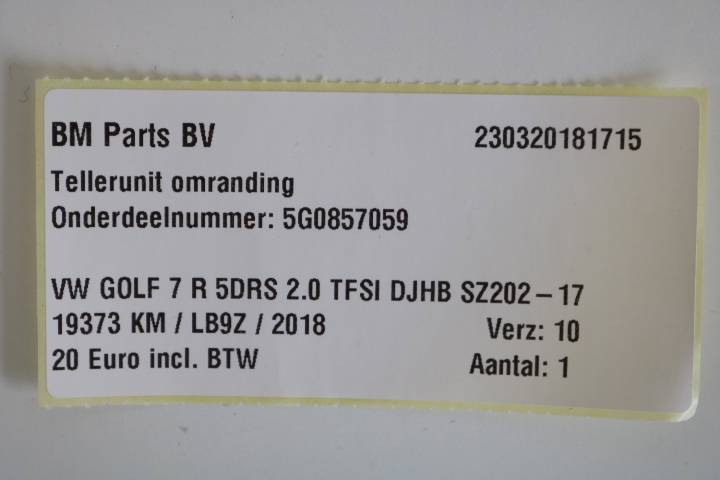 BM Parts BV 230320181715
Tellerunit omranding
Onderdeelnummer: 5G0857059
VW GOLF 7 R 5DRS 2.0 TFSI DJHB SZ202-17
19373 KM / LB9Z / 2018 Verz: 10
20 Euro incl. BTW Aantal: 1